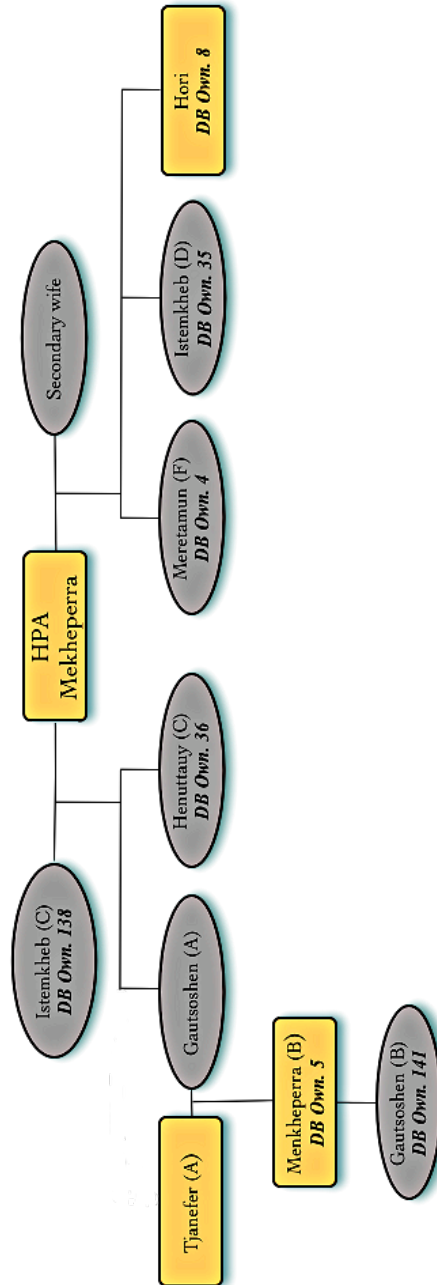 HPA
Mekheperra
Secondary wife
Istemkheb (C)
DB Own. 138
Gautsoshen (A)
Henuttauy (C)
DB Own. 36
Meretamun (F)
DB Own. 4
Istemkheb (D)
DB Own. 35
Hori
DB Own. 8
Tjanefer (A)
Menkheperra (B)
DB Own. 5
Gautsoshen (B)
DB Own. 141